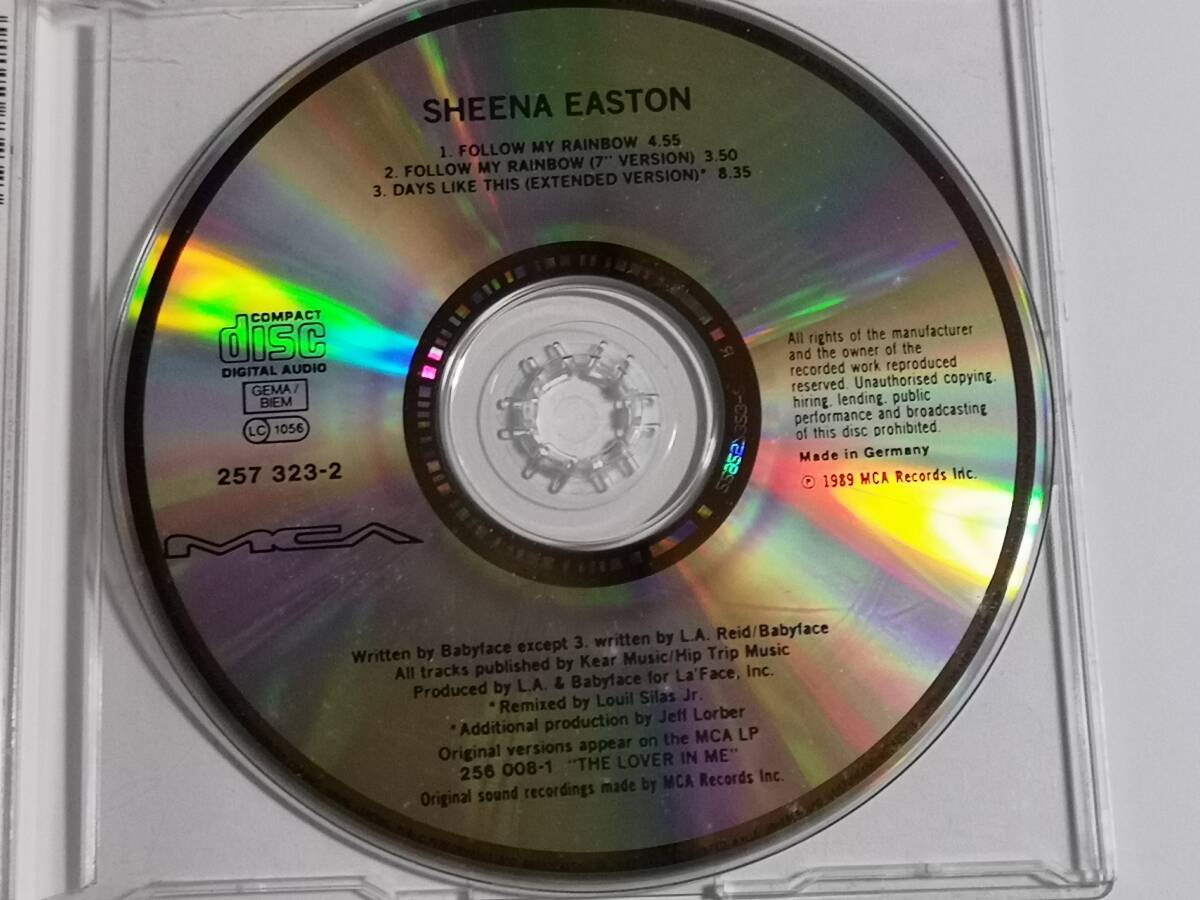 SHEENA EASTON
1. FOLLOW MY RAINBOW 4.55
2. FOLLOW MY RAINBOW (7" VERSION) 3.50
3. DAYS LIKE THIS (EXTENDED VERSION)* 8.35
COMPACT
disc
DIGITAL AUDIO
GEMA/
BIEM
LC 1056
257 323-2
MCA
All rights of the manufacturer
and the owner of the
recorded work reproduced
reserved. Unauthorised copying,
hiring, lending, public
performance and broadcasting
of this disc prohibited.
Made in Germany
℗ 1989 MCA Records Inc.
Written by Babyface except 3. written by L.A. Reid/Babyface
All tracks published by Kear Music/Hip Trip Music
Produced by L.A. & Babyface for La'Face, Inc.
*Remixed by Louil Silas Jr.
*Additional production by Jeff Lorber
Original versions appear on the MCA LP
256 008-1 "THE LOVER IN ME"
Original sound recordings made by MCA Records Inc.